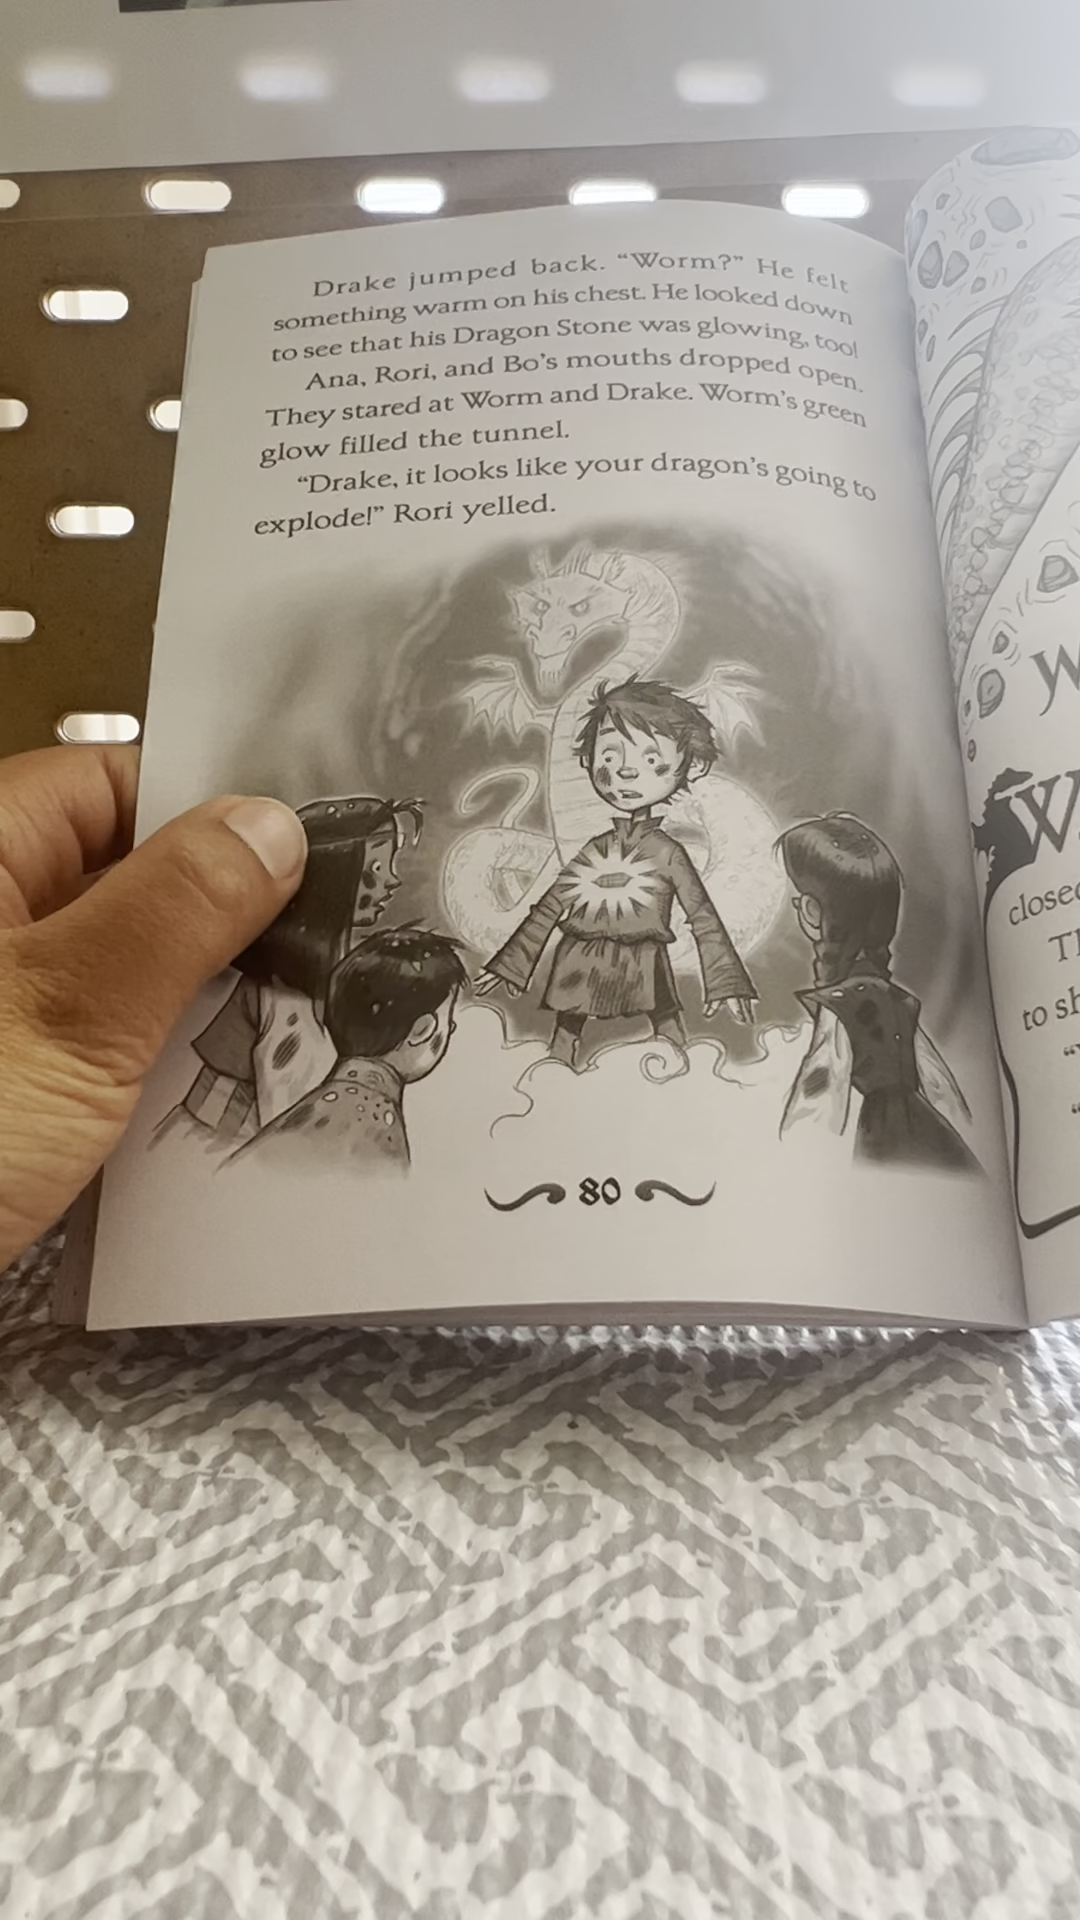 Drake jumped back. “Worm?” He felt
something warm on his chest. He looked down
to see that his Dragon Stone was glowing, too!
Ana, Rori, and Bo’s mouths dropped open.
They stared at Worm and Drake. Worm’s green
glow filled the tunnel.
“Drake, it looks like your dragon’s going to
explode!” Rori yelled.
80
closed
to